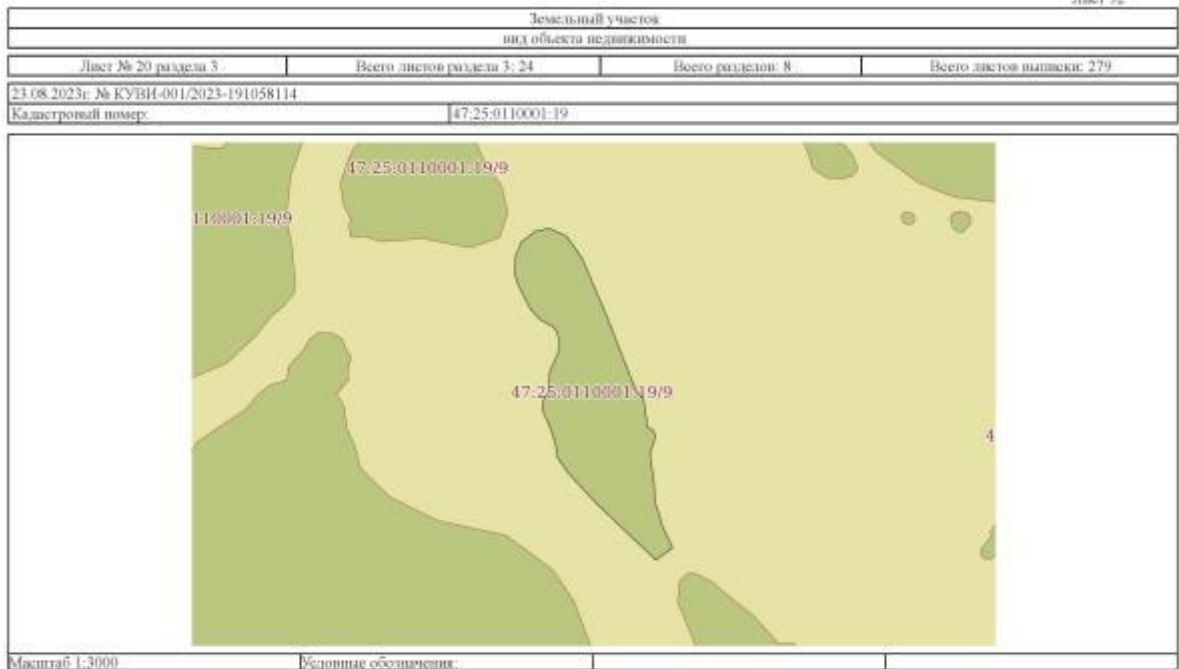 Земельный участок
вид объекта недвижимости
Лист № 20 раздела 3 Всего листов раздела 3: 24 Всего разделов: 8 Всего листов выписки: 279
23.08.2023г. № КУВИ-001/2023-191058114
Кадастровый номер: 47:25:0110001:19
47:25:0110001:19/9
110001:19/9
47:25:0110001:19/9
4
Масштаб 1:3000 Условные обозначения: